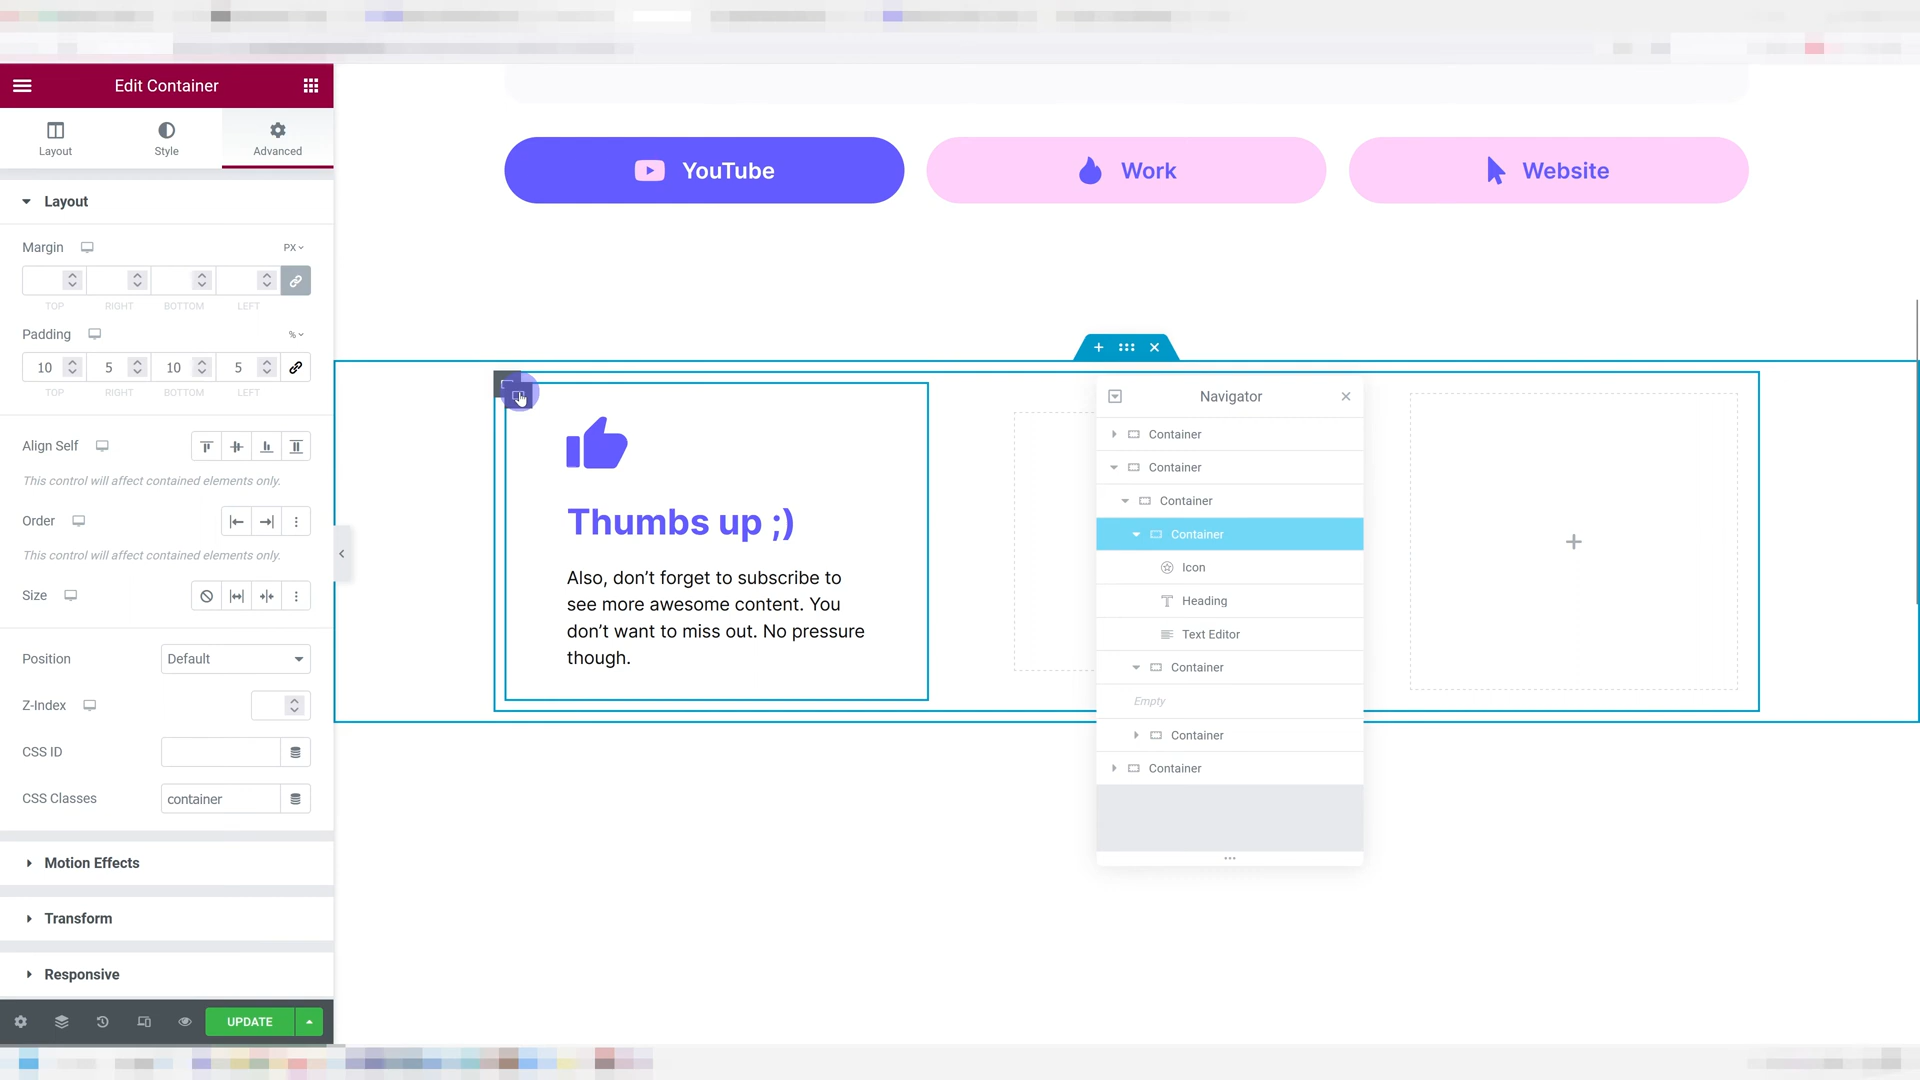 Edit Container
Layout
Style
Advanced
Layout
Margin
PX
TOP
RIGHT
BOTTOM
LEFT
Padding
%
10
5
10
5
TOP
RIGHT
BOTTOM
LEFT
Align Self
This control will affect contained elements only.
Order
This control will affect contained elements only.
Size
Position
Default
Z-Index
CSS ID
CSS Classes
container
Motion Effects
Transform
Responsive
UPDATE
YouTube
Work
Website
Thumbs up ;)
Also, don’t forget to subscribe to
see more awesome content. You
don’t want to miss out. No pressure
though.
Navigator
Container
Container
Container
Container
Icon
Heading
Text Editor
Container
Empty
Container
Container